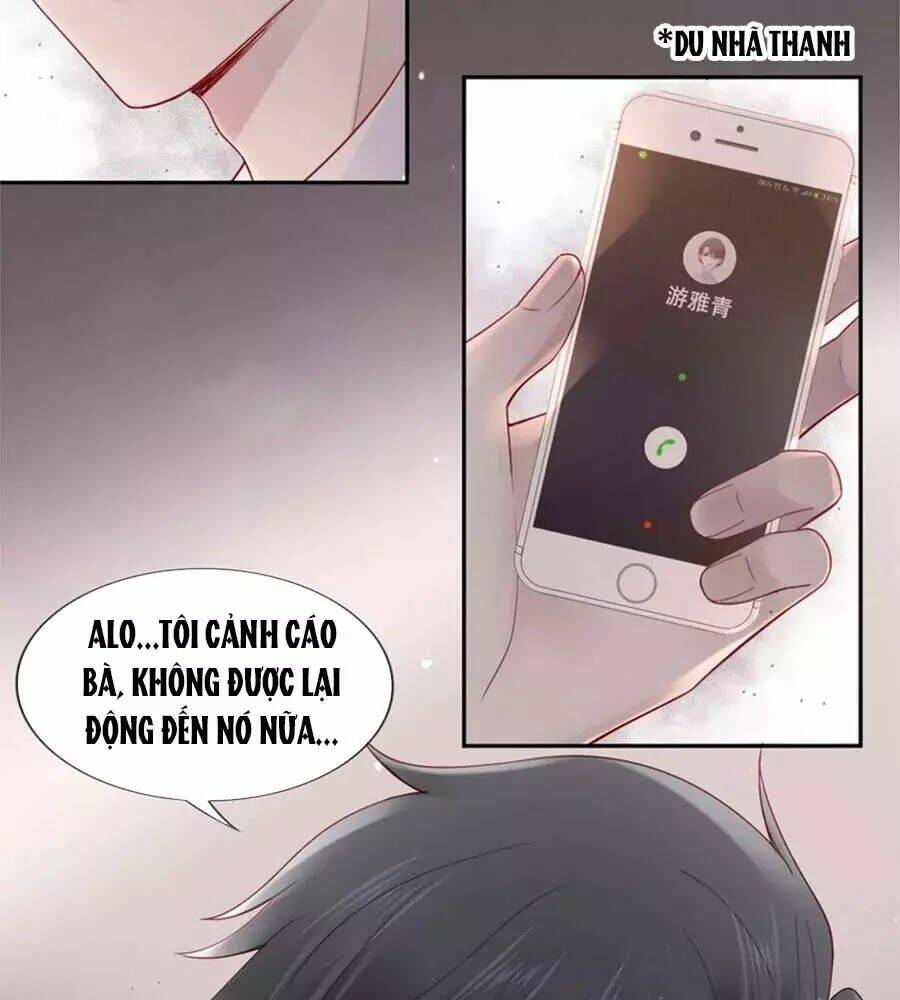 *DU NHÃ THANH
游雅青
ALO...TÔI CẢNH CÁO
BÀ, KHÔNG ĐƯỢC LẠI
ĐỘNG ĐẾN NÓ NỮA...